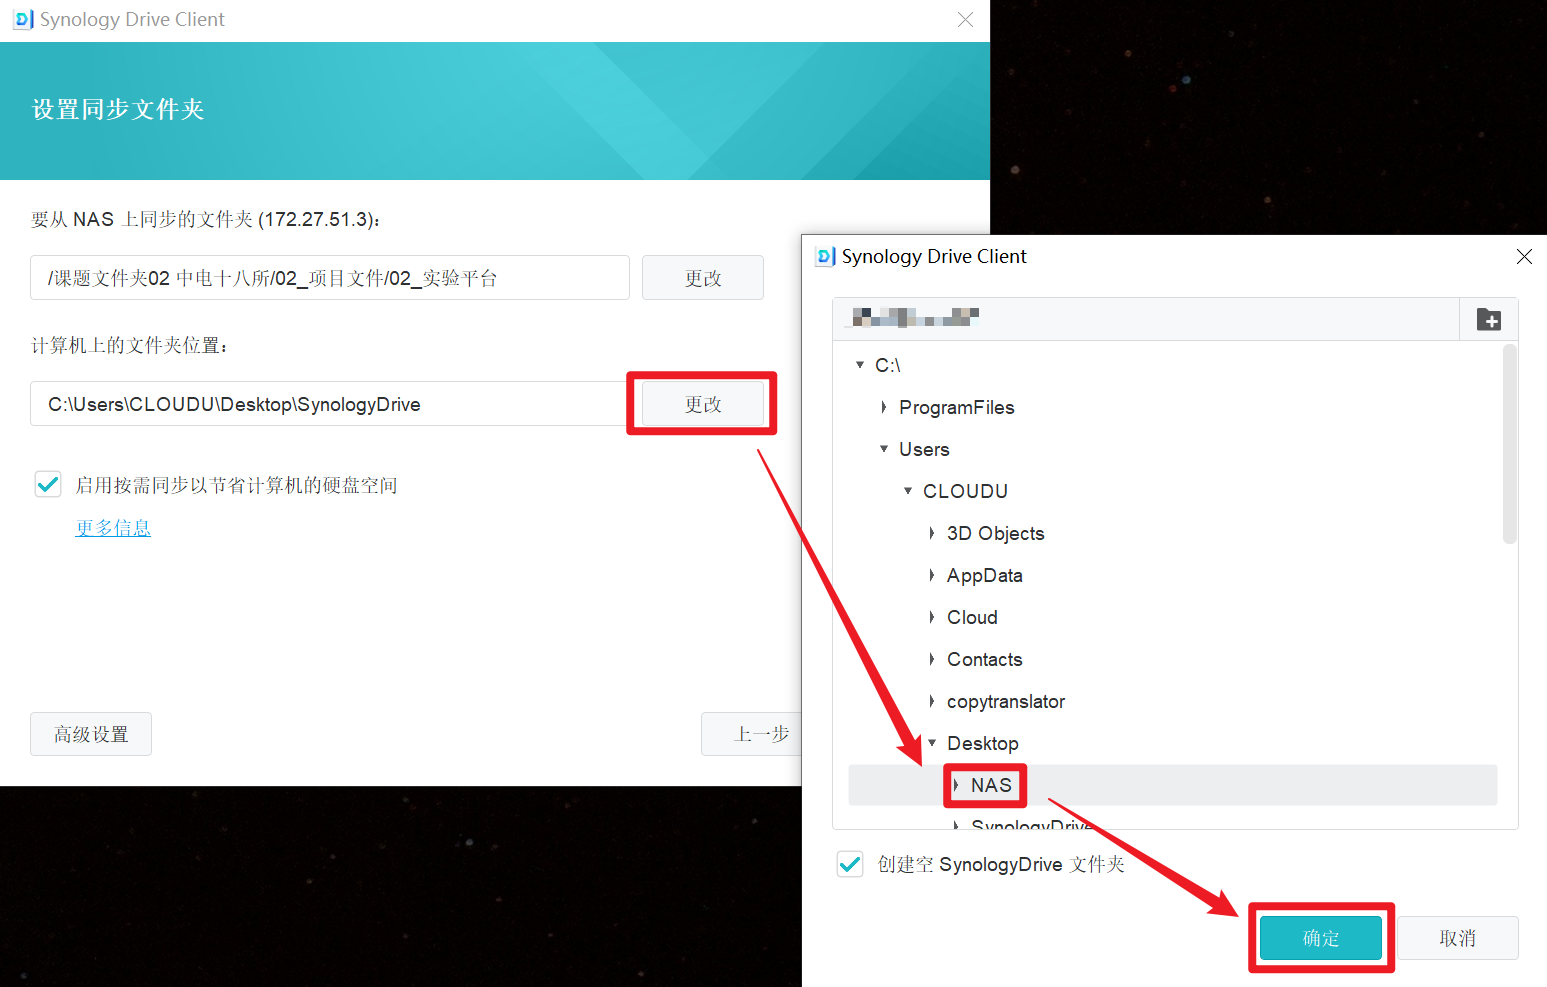 Synology Drive Client
设置同步文件夹
要从 NAS 上同步的文件夹 (172.27.51.3):
/课题文件夹02 中电十八所/02_项目文件/02_实验平台
更改
计算机上的文件夹位置:
C:\Users\CLOUDU\Desktop\SynologyDrive
更改
启用按需同步以节省计算机的硬盘空间
更多信息
高级设置
上一步
Synology Drive Client
C:\
ProgramFiles
Users
CLOUDU
3D Objects
AppData
Cloud
Contacts
copytranslator
Desktop
NAS
SynologyDrive
创建空 SynologyDrive 文件夹
确定
取消